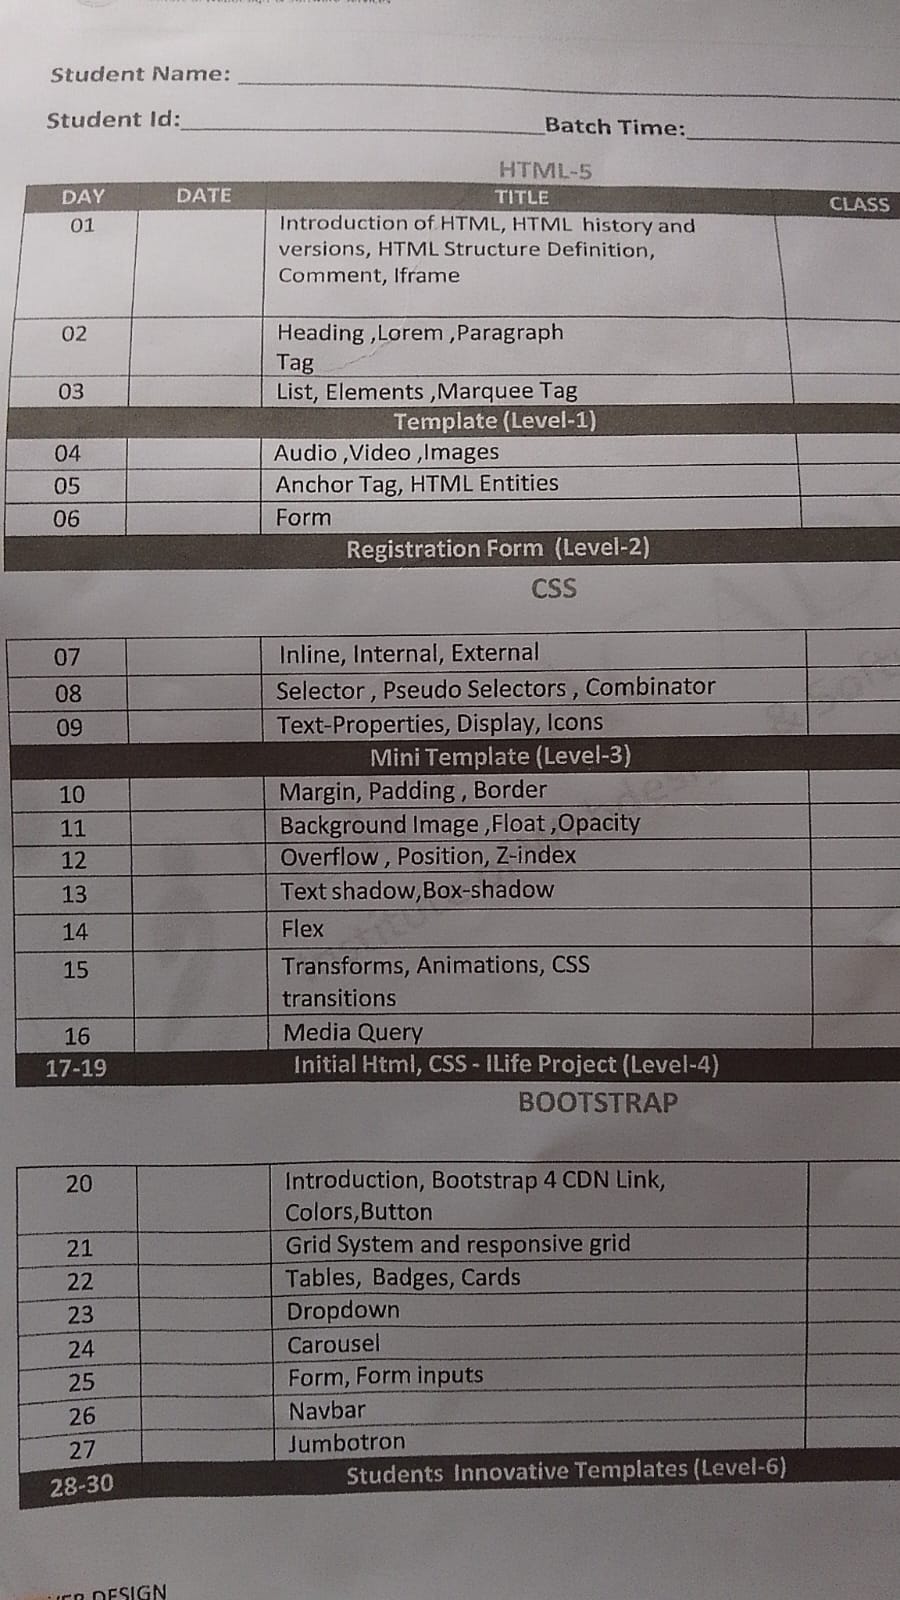 Student Name:
Student Id: Batch Time:
HTML-5
DAY DATE TITLE CLASS
01 Introduction of HTML, HTML history and
versions, HTML Structure Definition,
Comment, Iframe
02 Heading ,Lorem ,Paragraph
Tag
03 List, Elements ,Marquee Tag
Template (Level-1)
04 Audio ,Video ,Images
05 Anchor Tag, HTML Entities
06 Form
Registration Form (Level-2)
CSS
07 Inline, Internal, External
08 Selector , Pseudo Selectors , Combinator
09 Text-Properties, Display, Icons
Mini Template (Level-3)
10 Margin, Padding , Border
11 Background Image ,Float ,Opacity
12 Overflow , Position, Z-index
13 Text shadow,Box-shadow
14 Flex
15 Transforms, Animations, CSS
transitions
16 Media Query
17-19 Initial Html, CSS - ILife Project (Level-4)
BOOTSTRAP
20 Introduction, Bootstrap 4 CDN Link,
Colors,Button
21 Grid System and responsive grid
22 Tables, Badges, Cards
23 Dropdown
24 Carousel
25 Form, Form inputs
26 Navbar
27 Jumbotron
28-30 Students Innovative Templates (Level-6)
DESIGN